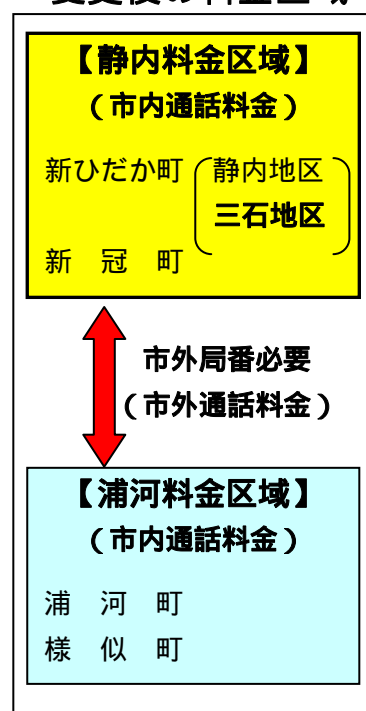 変更後の料金区域
【静内料金区域】
（市内通話料金）
新ひだか町 静内地区
三石地区
新 冠 町
市外局番必要
（市外通話料金）
【浦河料金区域】
（市内通話料金）
浦 河 町
様 似 町